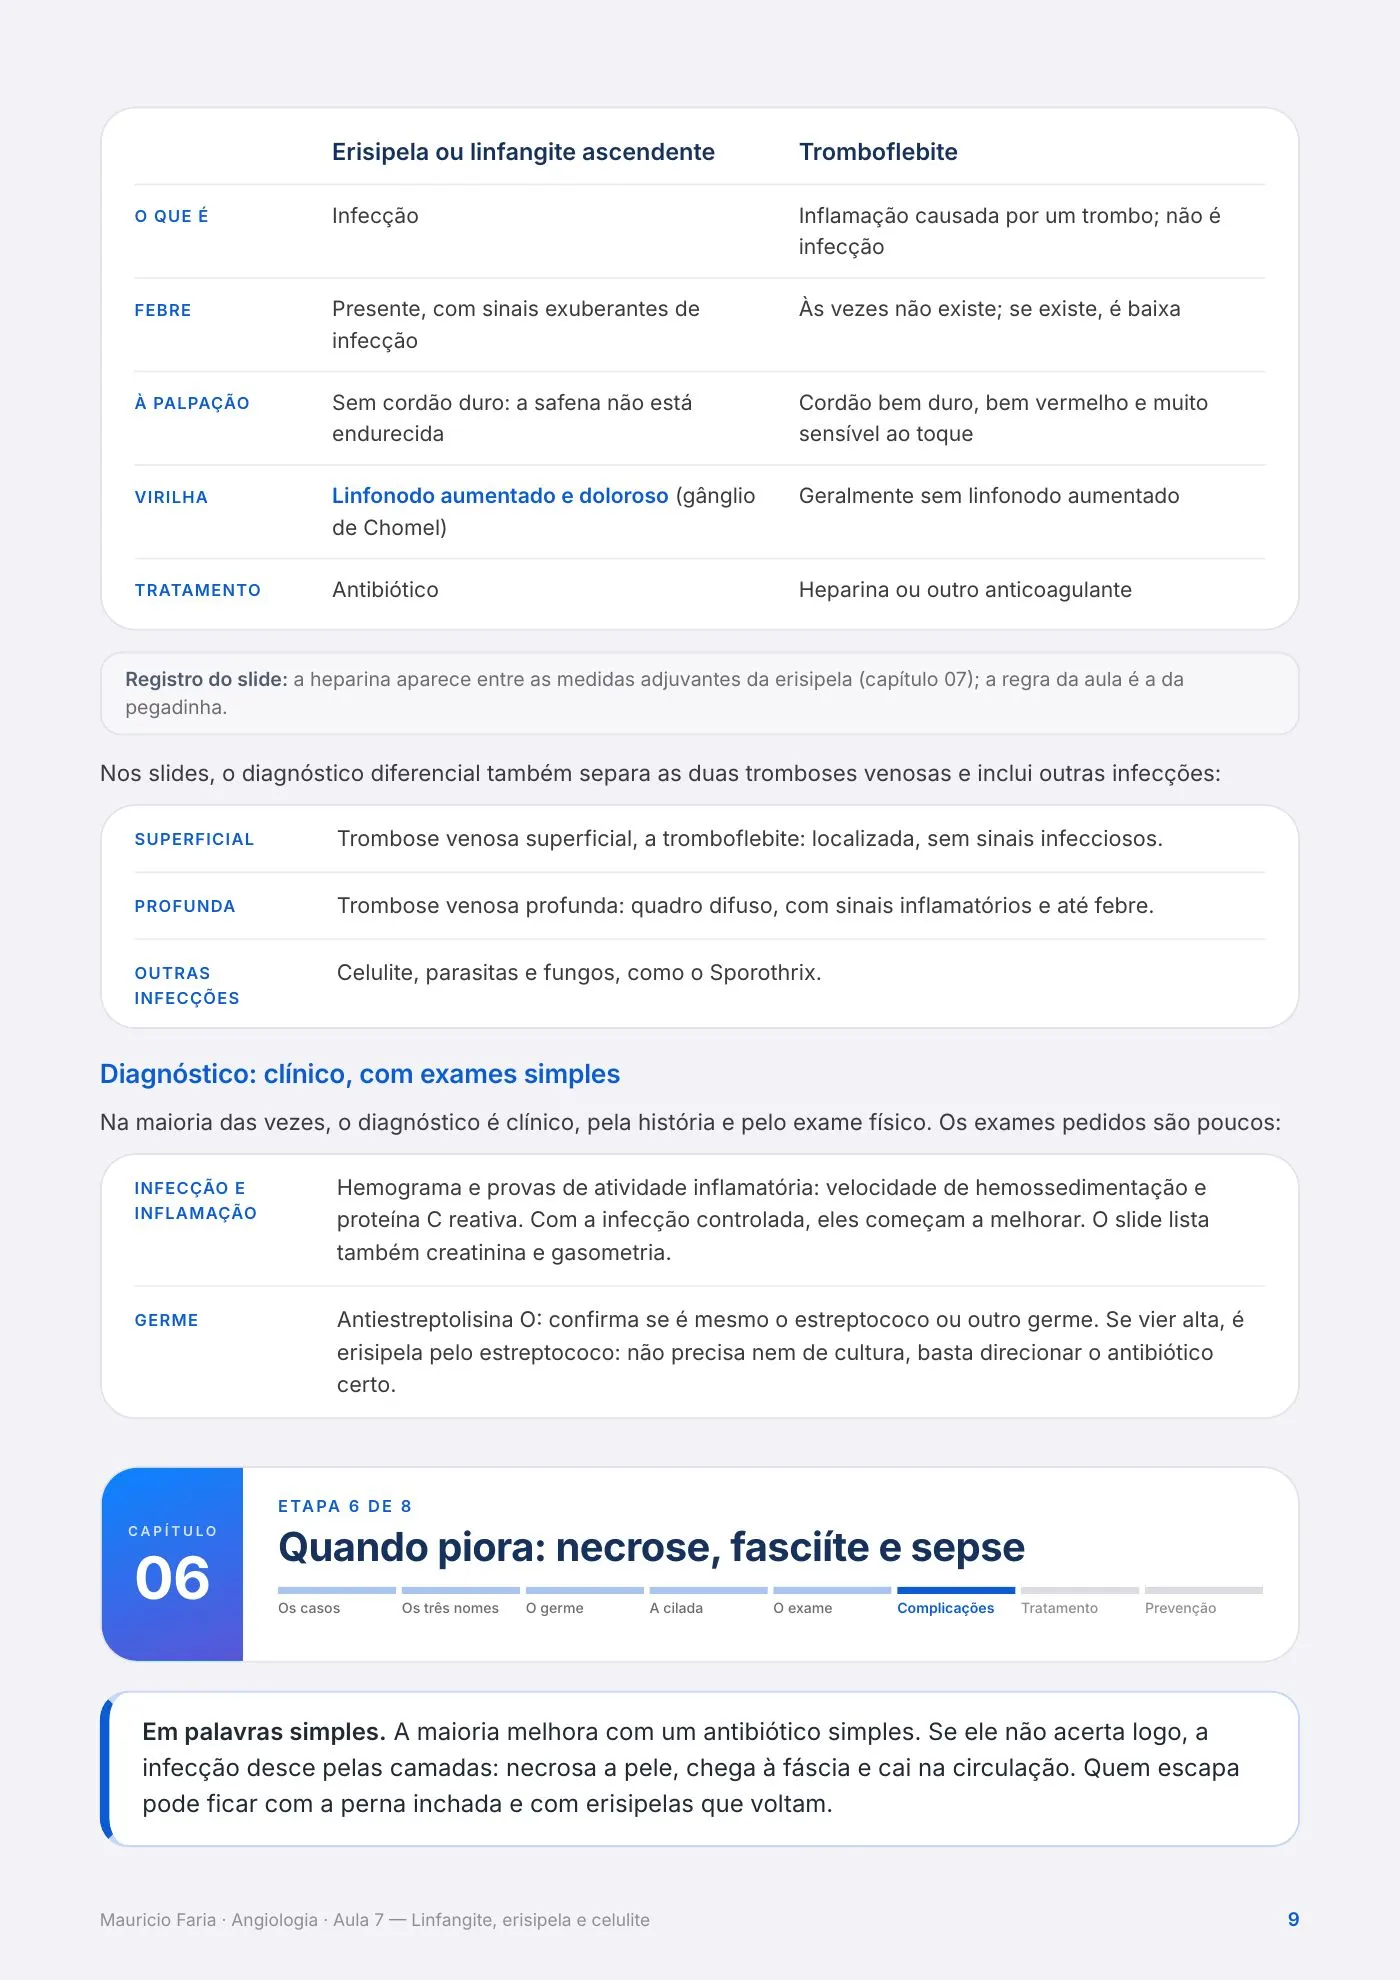 Erisipela ou linfangite ascendente Tromboflebite
O QUE É Infecção Inflamação causada por um trombo; não é
infecção
FEBRE Presente, com sinais exuberantes de Às vezes não existe; se existe, é baixa
infecção
À PALPAÇÃO Sem cordão duro: a safena não está Cordão bem duro, bem vermelho e muito
endurecida sensível ao toque
VIRILHA Linfonodo aumentado e doloroso (gânglio Geralmente sem linfonodo aumentado
de Chomel)
TRATAMENTO Antibiótico Heparina ou outro anticoagulante
Registro do slide: a heparina aparece entre as medidas adjuvantes da erisipela (capítulo 07); a regra da aula é a da
pegadinha.
Nos slides, o diagnóstico diferencial também separa as duas tromboses venosas e inclui outras infecções:
SUPERFICIAL Trombose venosa superficial, a tromboflebite: localizada, sem sinais infecciosos.
PROFUNDA Trombose venosa profunda: quadro difuso, com sinais inflamatórios e até febre.
OUTRAS Celulite, parasitas e fungos, como o Sporothrix.
INFECÇÕES
Diagnóstico: clínico, com exames simples
Na maioria das vezes, o diagnóstico é clínico, pela história e pelo exame físico. Os exames pedidos são poucos:
INFECÇÃO E Hemograma e provas de atividade inflamatória: velocidade de hemossedimentação e
INFLAMAÇÃO proteína C reativa. Com a infecção controlada, eles começam a melhorar. O slide lista
também creatinina e gasometria.
GERME Antiestreptolisina O: confirma se é mesmo o estreptococo ou outro germe. Se vier alta, é
erisipela pelo estreptococo: não precisa nem de cultura, basta direcionar o antibiótico
certo.
CAPÍTULO
06
ETAPA 6 DE 8
Quando piora: necrose, fasciíte e sepse
Os casos Os três nomes O germe A cilada O exame Complicações Tratamento Prevenção
Em palavras simples. A maioria melhora com um antibiótico simples. Se ele não acerta logo, a
infecção desce pelas camadas: necrosa a pele, chega à fáscia e cai na circulação. Quem escapa
pode ficar com a perna inchada e com erisipelas que voltam.
Mauricio Faria · Angiologia · Aula 7 — Linfangite, erisipela e celulite 9